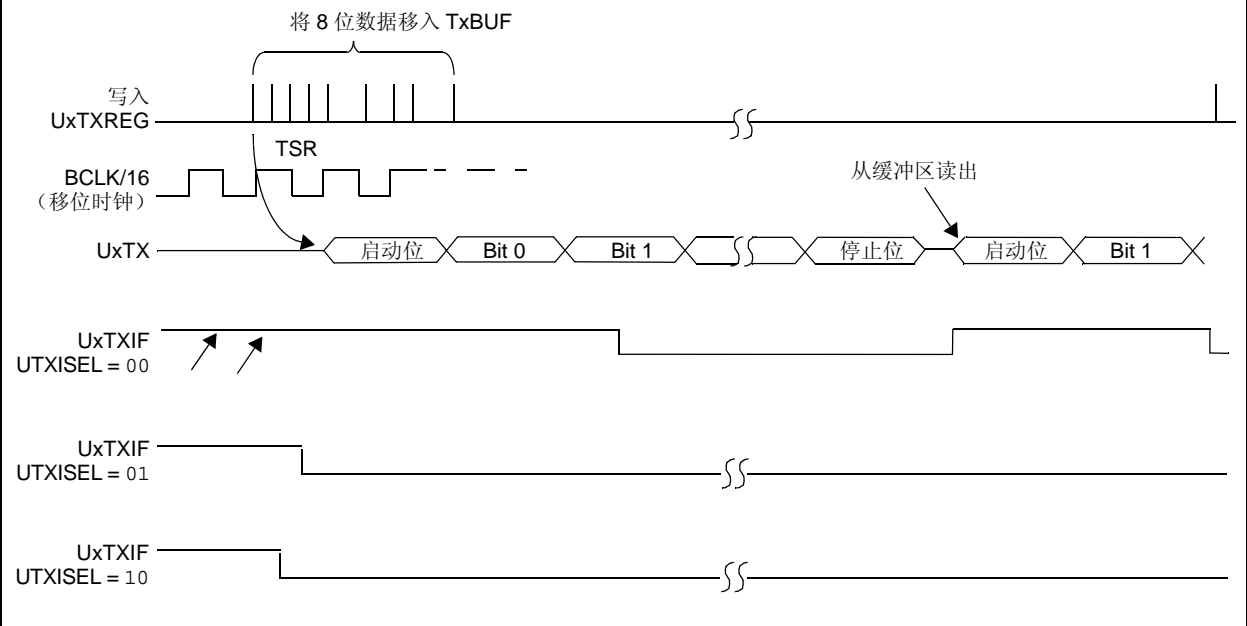 将 8 位数据移入 TxBUF
写入
UxTXREG
TSR
BCLK/16
（移位时钟）
从缓冲区读出
UxTX
启动位
Bit 0
Bit 1
停止位
启动位
Bit 1
UxTXIF
UTXISEL = 00
UxTXIF
UTXISEL = 01
UxTXIF
UTXISEL = 10